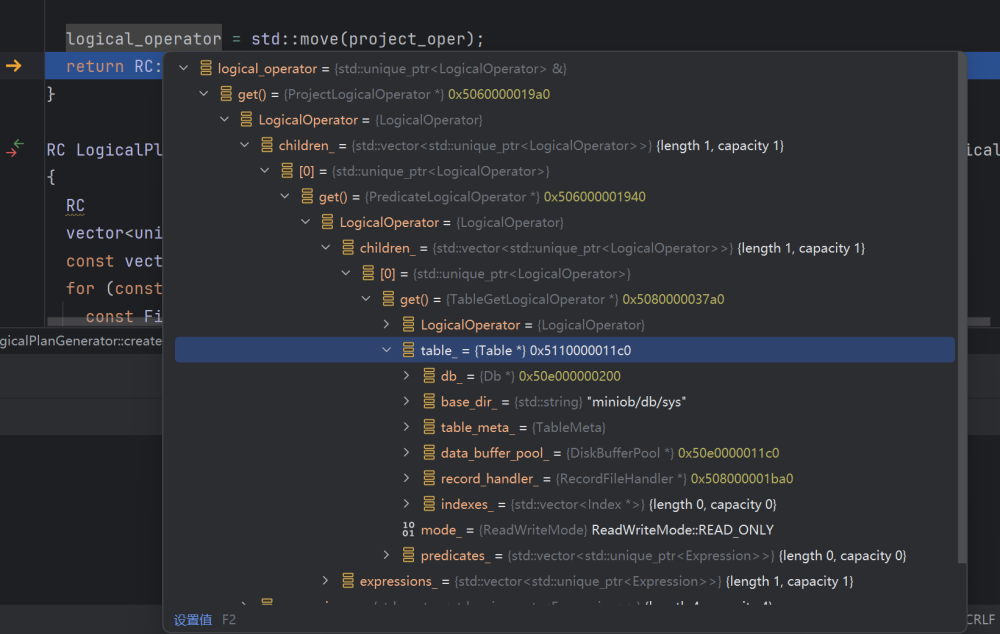 logical_operator = std::move(project_oper);
return RC:
}
RC LogicalPl
ical
{
RC
vector<uni
const vect
for (const
const Fi
gicalPlanGenerator::create
logical_operator = {std::unique_ptr<LogicalOperator> &}
get() = {ProjectLogicalOperator *} 0x5060000019a0
LogicalOperator = {LogicalOperator}
children_ = {std::vector<std::unique_ptr<LogicalOperator>>} {length 1, capacity 1}
[0] = {std::unique_ptr<LogicalOperator>}
get() = {PredicateLogicalOperator *} 0x506000001940
LogicalOperator = {LogicalOperator}
children_ = {std::vector<std::unique_ptr<LogicalOperator>>} {length 1, capacity 1}
[0] = {std::unique_ptr<LogicalOperator>}
get() = {TableGetLogicalOperator *} 0x5080000037a0
LogicalOperator = {LogicalOperator}
table_ = {Table *} 0x5110000011c0
db_ = {Db *} 0x50e000000200
base_dir_ = {std::string} "miniob/db/sys"
table_meta_ = {TableMeta}
data_buffer_pool_ = {DiskBufferPool *} 0x50e0000011c0
record_handler_ = {RecordFileHandler *} 0x508000001ba0
indexes_ = {std::vector<Index *>} {length 0, capacity 0}
mode_ = {ReadWriteMode} ReadWriteMode::READ_ONLY
predicates_ = {std::vector<std::unique_ptr<Expression>>} {length 0, capacity 0}
expressions_ = {std::vector<std::unique_ptr<Expression>>} {length 1, capacity 1}
设置值 F2
CRLF